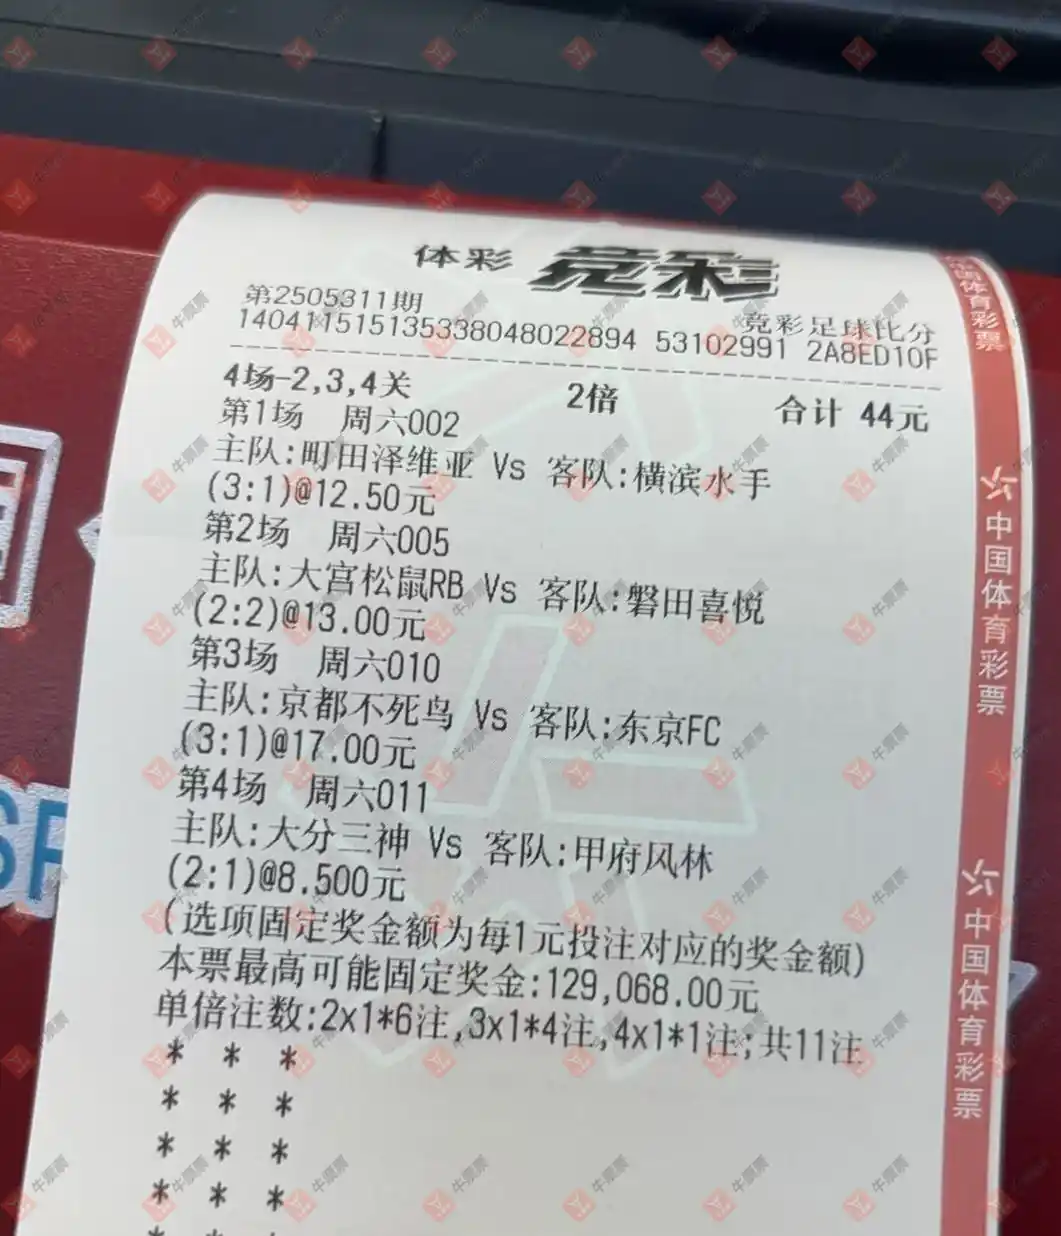 体彩 竞彩
第2505311期 竞彩足球比分
140411515135338048022894 53102991 2A8ED10F
4场-2,3,4关 2倍 合计 44元
第1场 周六002
主队:町田泽维亚 Vs 客队:横滨水手
(3:1)@12.50元
第2场 周六005
主队:大宫松鼠RB Vs 客队:磐田喜悦
(2:2)@13.00元
第3场 周六010
主队:京都不死鸟 Vs 客队:东京FC
(3:1)@17.00元
第4场 周六011
主队:大分三神 Vs 客队:甲府风林
(2:1)@8.500元
(选项固定奖金额为每1元投注对应的奖金额)
本票最高可能固定奖金:129,068.00元
单倍注数:2x1*6注,3x1*4注,4x1*1注;共11注
* * *
* * *
* * *
* * *
中国体育彩票
中国体育彩票
中国体育彩票
牛票票